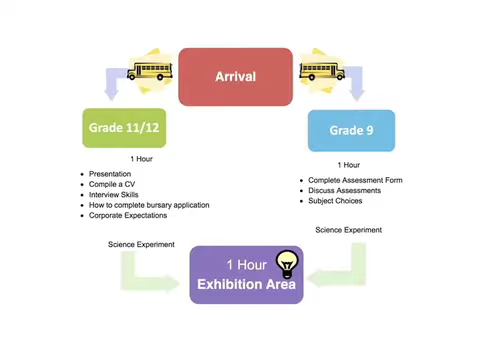 Arrival
Grade 11/12
1 Hour
Presentation
Compile a CV
Interview Skills
How to complete bursary application
Corporate Expectations
Science Experiment
Grade 9
1 Hour
Complete Assessment Form
Discuss Assessments
Subject Choices
Science Experiment
1 Hour
Exhibition Area